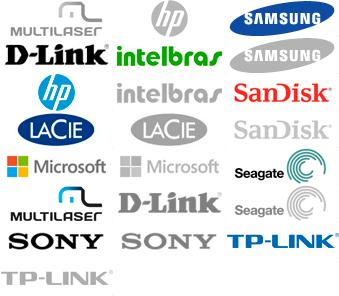 MULTILASER hp SAMSUNG
D-Link intelbras SAMSUNG
hp intelbras SanDisk
LACIE LACIE SanDisk
Microsoft Microsoft Seagate
MULTILASER D-Link Seagate
SONY SONY TP-LINK
TP-LINK